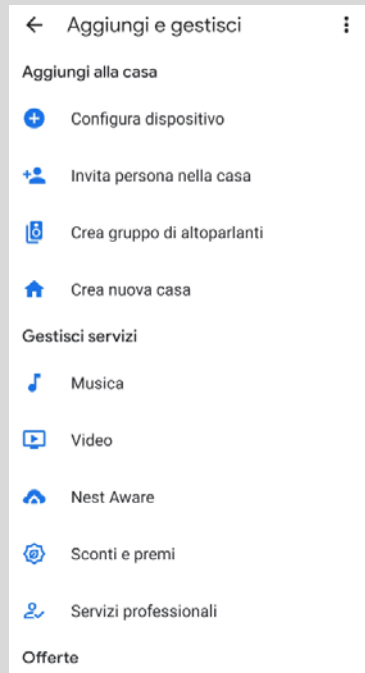 Aggiungi e gestisci
Aggiungi alla casa
Configura dispositivo
Invita persona nella casa
Crea gruppo di altoparlanti
Crea nuova casa
Gestisci servizi
Musica
Video
Nest Aware
Sconti e premi
Servizi professionali
Offerte